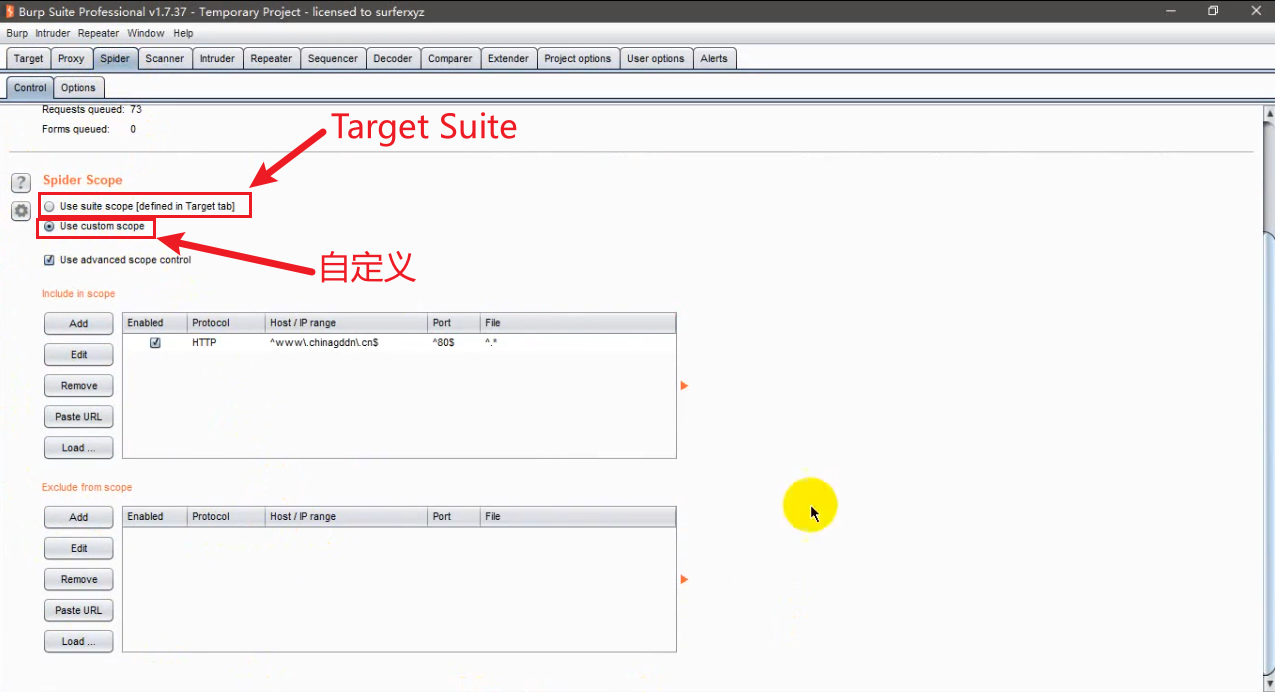 Burp Suite Professional v1.7.37 - Temporary Project - licensed to surferxyz
Burp Intruder Repeater Window Help
Target Proxy Spider Scanner Intruder Repeater Sequencer Decoder Comparer Extender Project options User options Alerts
Control Options
Requests queued: 73
Forms queued: 0
Target Suite
? Spider Scope
Use suite scope [defined in Target tab]
Use custom scope
自定义
Use advanced scope control
Include in scope
Add Enabled Protocol Host / IP range Port File
HTTP ^www\.chinagddn\.cn$ ^80$ ^.*
Edit
Remove
Paste URL
Load ...
Exclude from scope
Add Enabled Protocol Host / IP range Port File
Edit
Remove
Paste URL
Load ...